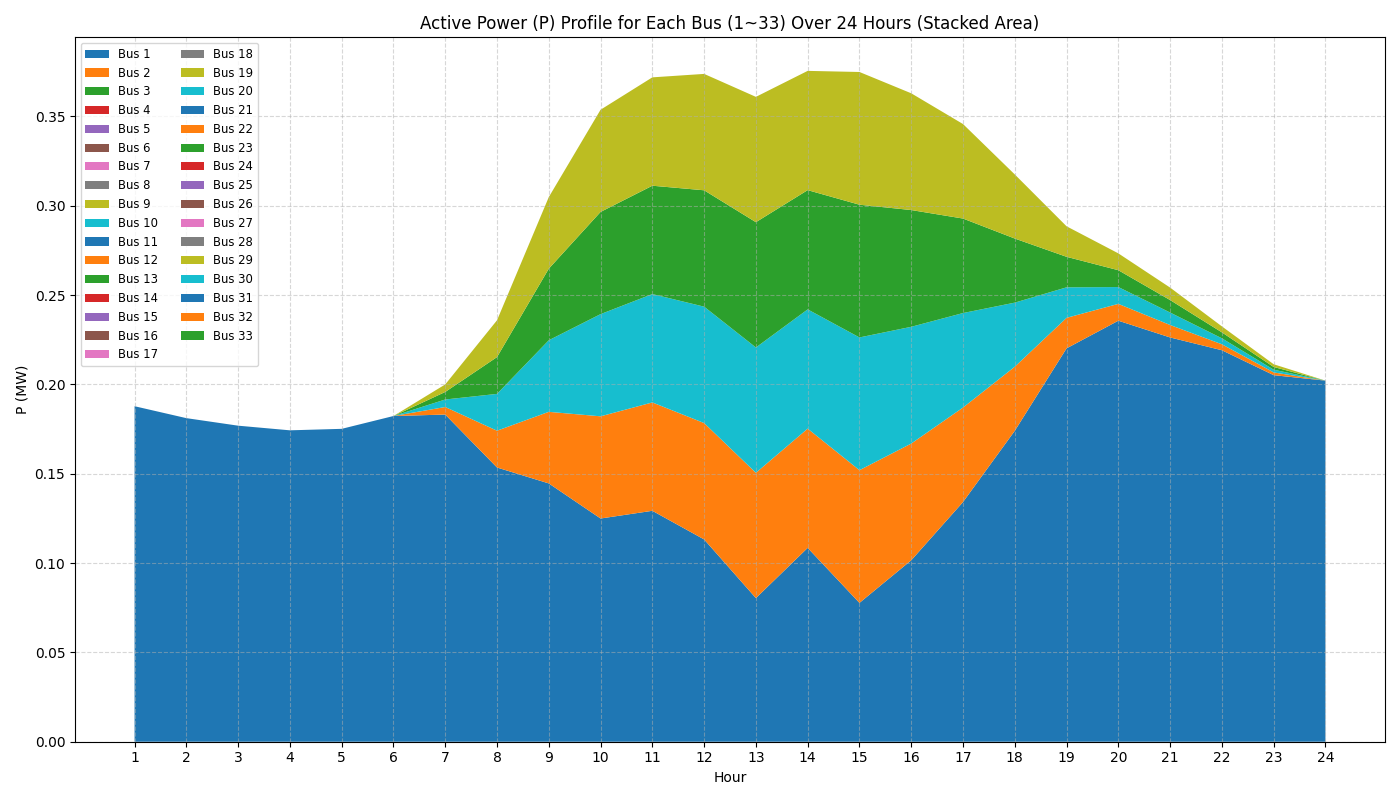 Active Power (P) Profile for Each Bus (1~33) Over 24 Hours (Stacked Area)
Bus 1
Bus 2
Bus 3
Bus 4
Bus 5
Bus 6
Bus 7
Bus 8
Bus 9
Bus 10
Bus 11
Bus 12
Bus 13
Bus 14
Bus 15
Bus 16
Bus 17
Bus 18
Bus 19
Bus 20
Bus 21
Bus 22
Bus 23
Bus 24
Bus 25
Bus 26
Bus 27
Bus 28
Bus 29
Bus 30
Bus 31
Bus 32
Bus 33
P (MW)
0.35
0.30
0.25
0.20
0.15
0.10
0.05
0.00
1 2 3 4 5 6 7 8 9 10 11 12 13 14 15 16 17 18 19 20 21 22 23 24
Hour